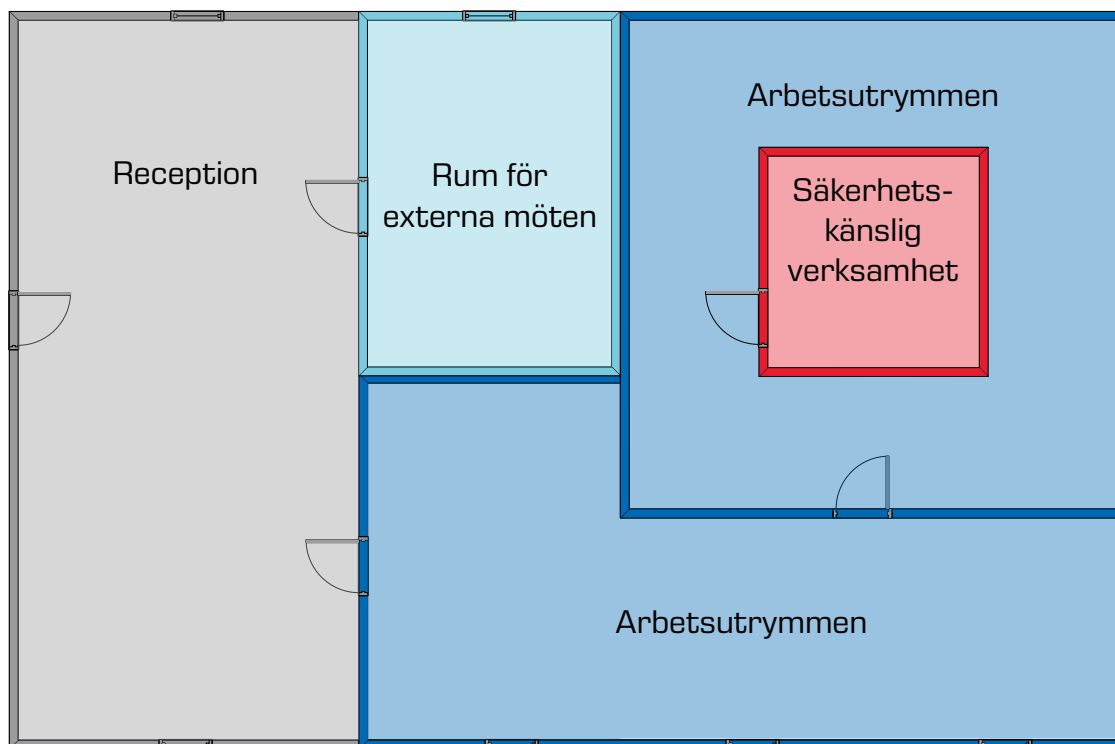 Reception
Rum för
externa möten
Arbetsutrymmen
Säkerhets-
känslig
verksamhet
Arbetsutrymmen